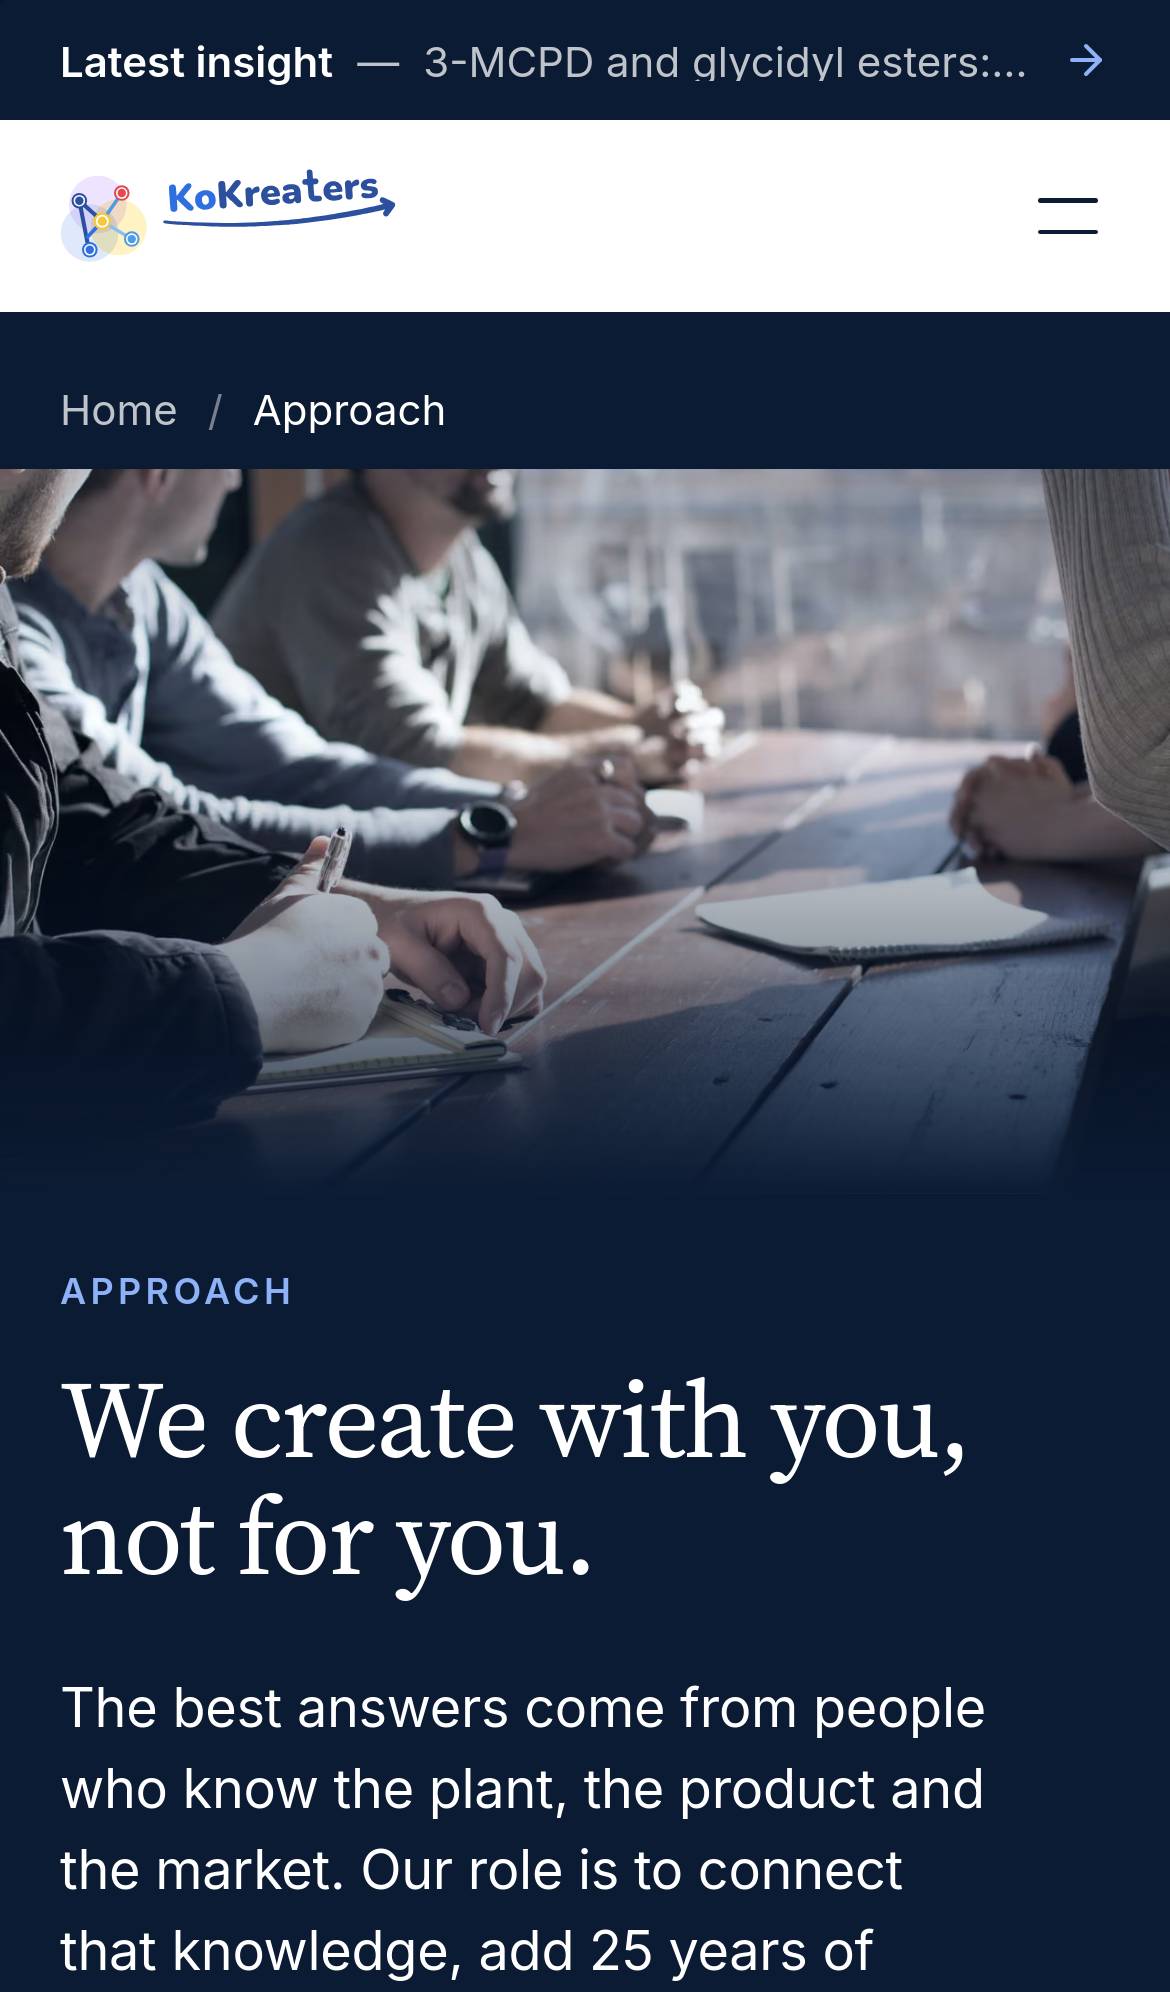 Latest insight — 3-MCPD and glycidyl esters:...
KoKreaters
Home / Approach
APPROACH
We create with you,
not for you.
The best answers come from people
who know the plant, the product and
the market. Our role is to connect
that knowledge, add 25 years of